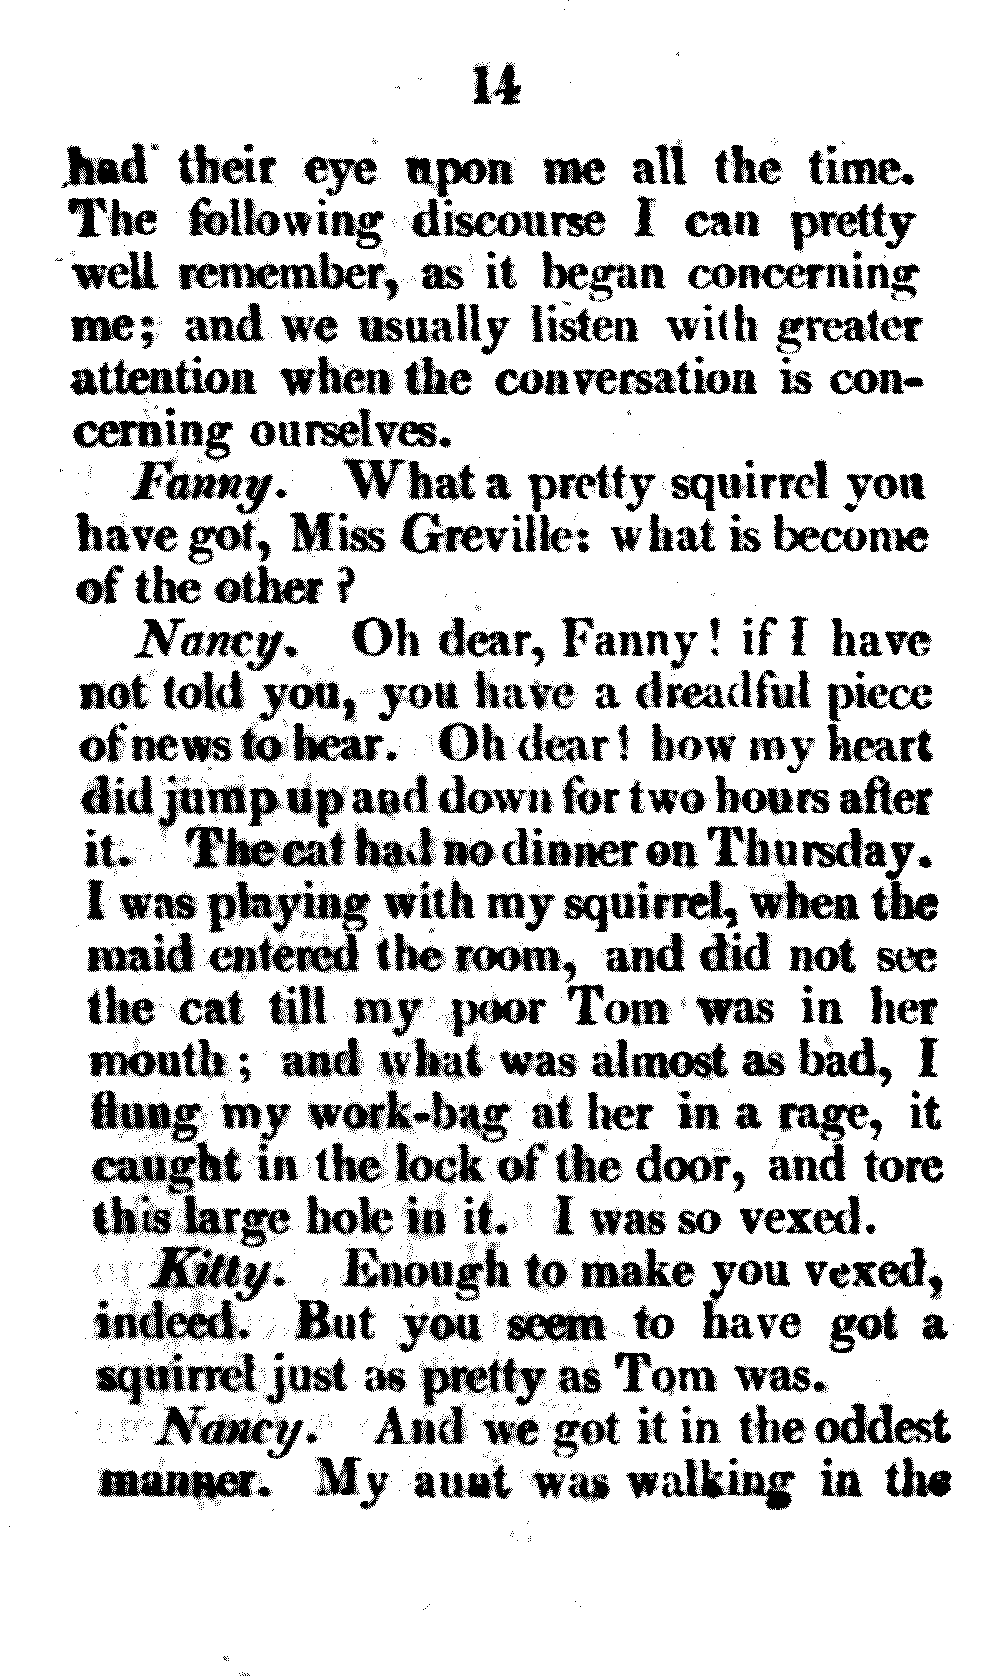 14
had their eye upon me all the time.
The following discourse I can pretty
well remember, as it began concerning
me; and we usually listen with greater
attention when the conversation is con-
cerning ourselves.
Fanny. What a pretty squirrel you
have got, Miss Greville: what is become
of the other?
Nancy. Oh dear, Fanny! if I have
not told you, you have a dreadful piece
of news to hear. Oh dear! how my heart
did jump up and down for two hours after
it. The cat had no dinner on Thursday.
I was playing with my squirrel, when the
maid entered the room, and did not see
the cat till my poor Tom was in her
mouth; and what was almost as bad, I
flung my work-bag at her in a rage, it
caught in the lock of the door, and tore
this large hole in it. I was so vexed.
Kitty. Enough to make you vexed,
indeed. But you seem to have got a
squirrel just as pretty as Tom was.
Nancy. And we got it in the oddest
manner. My aunt was walking in the